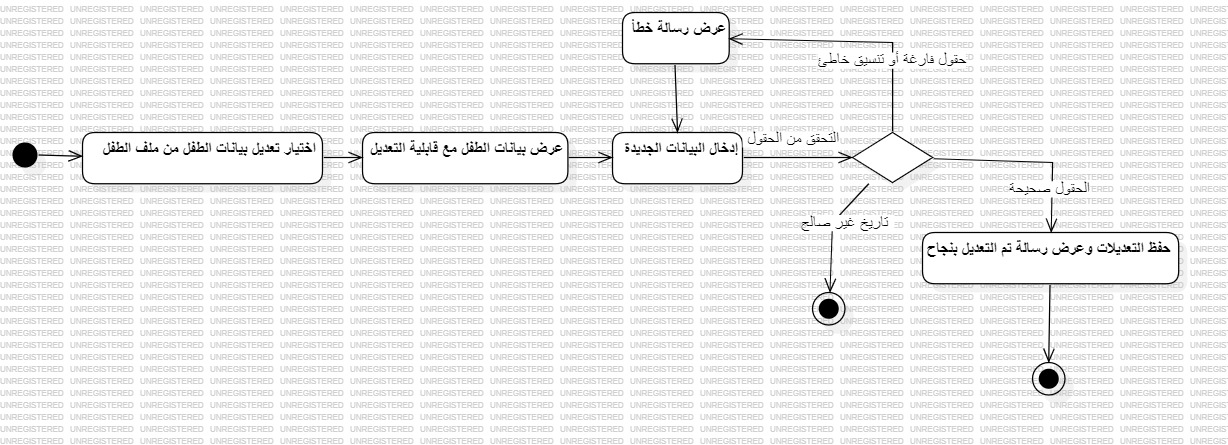 عرض رسالة خطأ
حقول فارغة أو تنسيق خاطئ
اختيار تعديل بيانات الطفل من ملف الطفل
عرض بيانات الطفل مع قابلية التعديل
إدخال البيانات الجديدة
التحقق من الحقول
الحقول صحيحة
تاريخ غير صالح
حفظ التعديلات وعرض رسالة تم التعديل بنجاح
UNREGISTERED